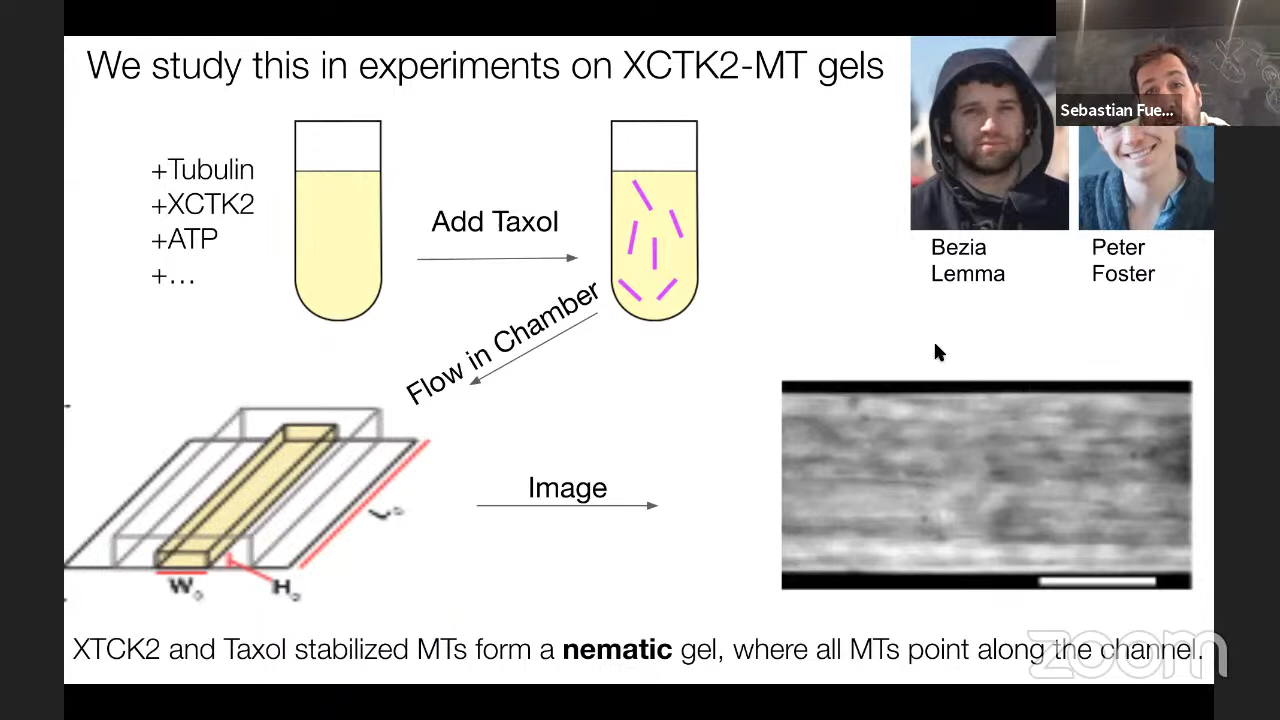 We study this in experiments on XCTK2-MT gels
Sebastian Fue...
+Tubulin
+XCTK2
+ATP
+...
Add Taxol
Bezia
Lemma
Peter
Foster
Flow in Chamber
Image
L₀
W₀
H₀
XTCK2 and Taxol stabilized MTs form a nematic gel, where all MTs point along the channel.
zoom